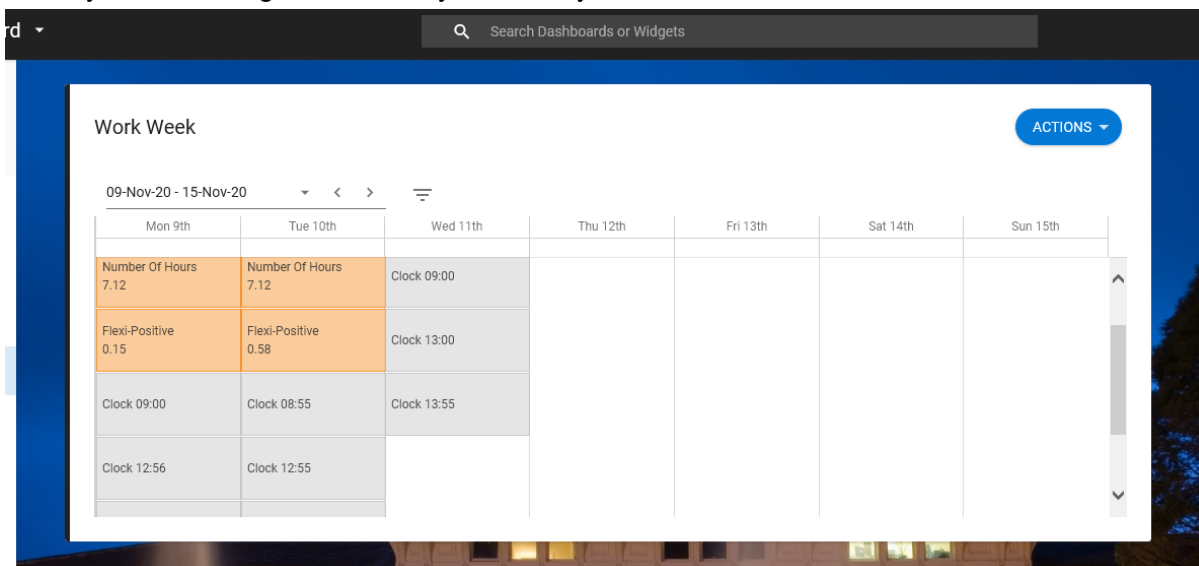 rd
Search Dashboards or Widgets
Work Week
ACTIONS
09-Nov-20 - 15-Nov-20
Mon 9th Tue 10th Wed 11th Thu 12th Fri 13th Sat 14th Sun 15th
Number Of Hours
7.12
Number Of Hours
7.12
Clock 09:00
Flexi-Positive
0.15
Flexi-Positive
0.58
Clock 13:00
Clock 09:00
Clock 08:55
Clock 13:55
Clock 12:56
Clock 12:55